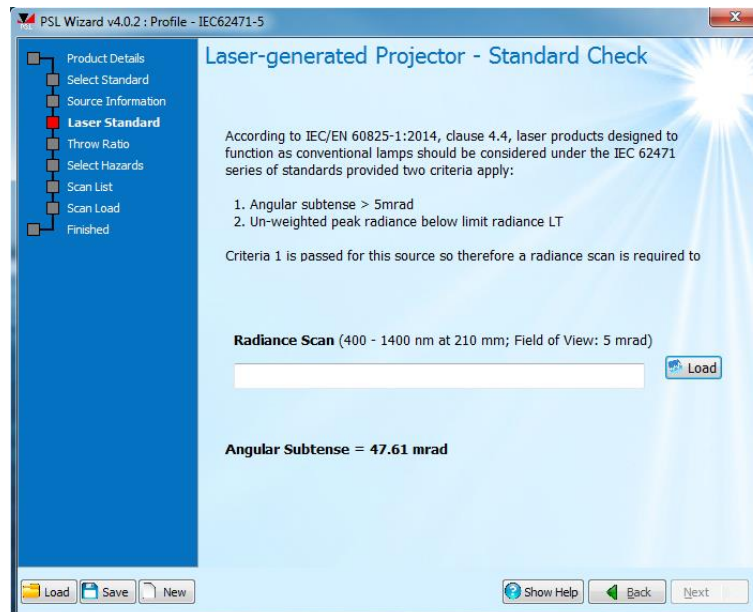 PSL Wizard v4.0.2 : Profile - IEC62471-5
Product Details
Select Standard
Source Information
Laser Standard
Throw Ratio
Select Hazards
Scan List
Scan Load
Finished
Laser-generated Projector - Standard Check
According to IEC/EN 60825-1:2014, clause 4.4, laser products designed to
function as conventional lamps should be considered under the IEC 62471
series of standards provided two criteria apply:
1. Angular subtense > 5mrad
2. Un-weighted peak radiance below limit radiance LT
Criteria 1 is passed for this source so therefore a radiance scan is required to
Radiance Scan (400 - 1400 nm at 210 mm; Field of View: 5 mrad)
Load
Angular Subtense = 47.61 mrad
Load Save New Show Help Back Next